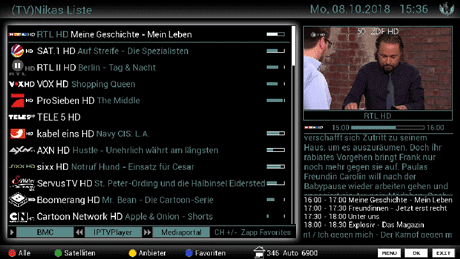 (TV)Nikas Liste
Mo, 08.10.2018 15:36
RTL HD Meine Geschichte - Mein Leben
SAT.1 HD Auf Streife - Die Spezialisten
RTL II HD Berlin - Tag & Nacht
VOX HD Shopping Queen
ProSieben HD The Middle
TELE 5 HD
kabel eins HD Navy CIS: L.A.
AXN HD Hustle - Unehrlich währt am längsten
sixx HD Notruf Hund - Einsatz für Cesar
ServusTV HD St. Peter-Ording und die Halbinsel Eiderstedt
Boomerang HD Mr. Bean - Die Cartoon-Serie
Cartoon Network HD Apple & Onion - Shorts
50. ZDF HD
RTL HD
15:00 16:00
verschafft sich Zutritt zu seinem
Haus, um es auszuräumen. Doch ihr
rabiates Vorgehen bringt Frank nur
noch mehr gegen sie auf. Paulas
Freundin Carolin will nach der
Babypause wieder arbeiten gehen und
16:00 - 17:00 Meine Geschichte - Mein Leben
17:00 - 17:30 Freundinnen - Jetzt erst recht
17:30 - 18:00 Unter uns
18:00 - 18:30 Explosiv - Das Magazin
BMC IPTVPlayer Mediaportal CH +/- Zapp Favoriten
Alle Satelliten Anbieter Favoriten 346 Auto 6900 MENU OK EXIT